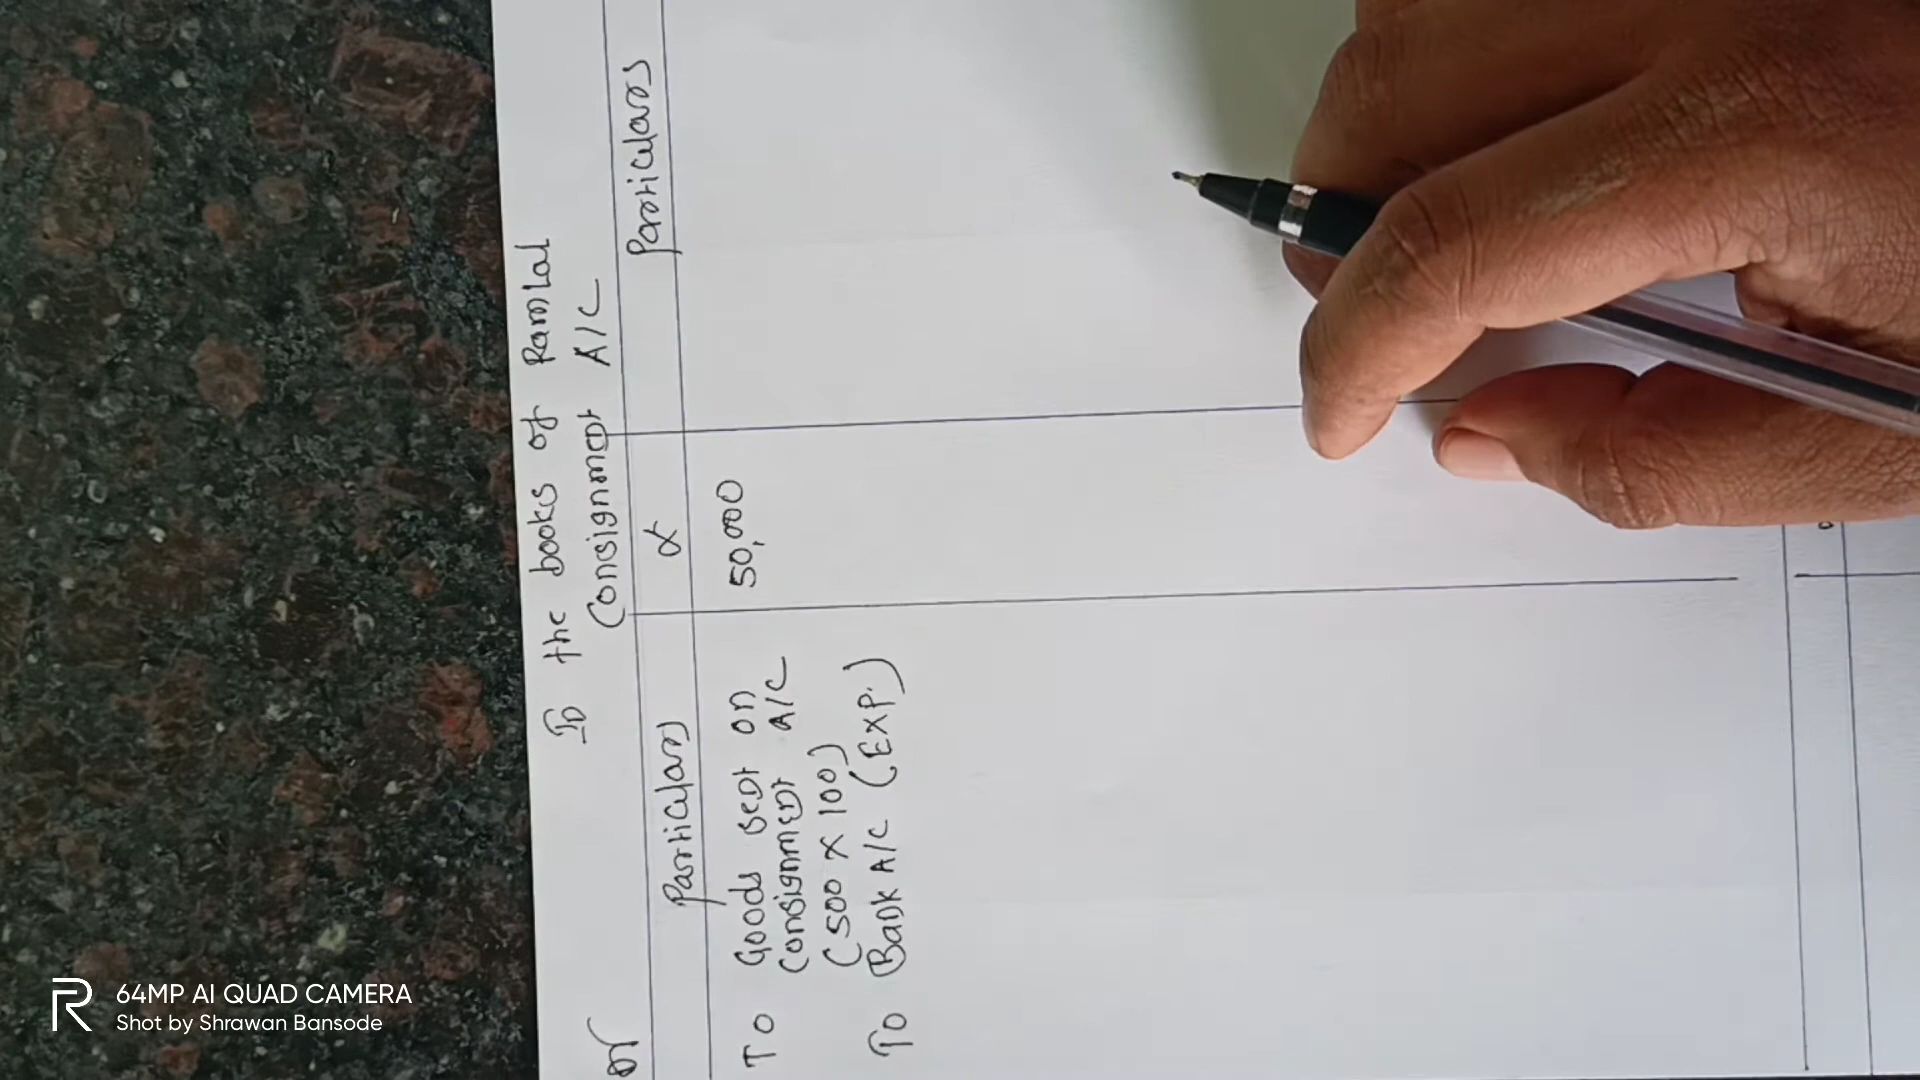 In the books of Ramlal
Consignment A/C
Dr
Particulars ₹ Particulars
To Goods sent on 50,000
Consignment A/C
(500 X 100)
To Bank A/C (Exp.)
64MP AI QUAD CAMERA
Shot by Shrawan Bansode